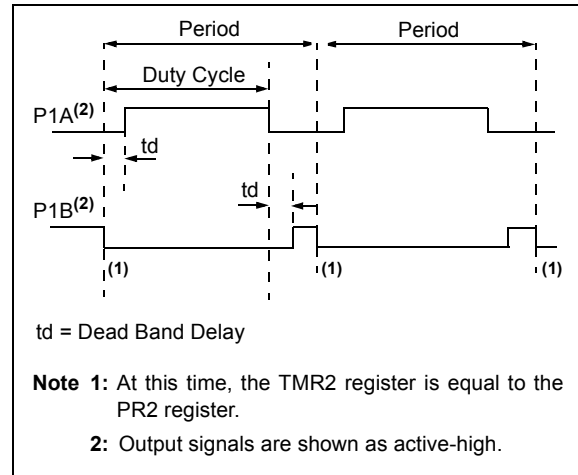 Period Period
Duty Cycle
P1A(2)
td
td
P1B(2)
(1) (1) (1)
td = Dead Band Delay
Note 1: At this time, the TMR2 register is equal to the
PR2 register.
2: Output signals are shown as active-high.